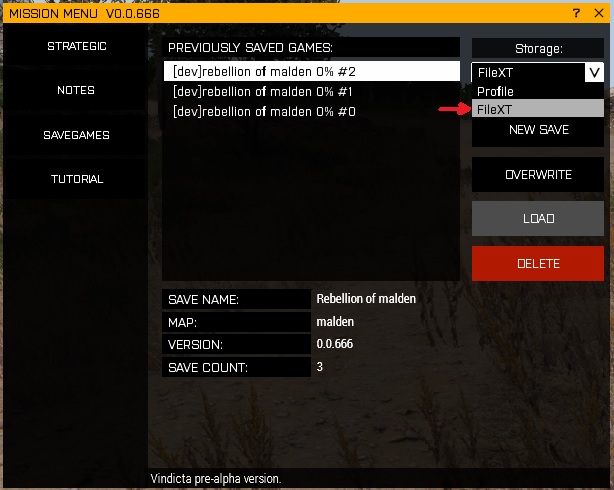 MISSION MENU V0.0.666
? ×
STRATEGIC
NOTES
SAVEGAMES
TUTORIAL
PREVIOUSLY SAVED GAMES:
[dev]rebellion of malden 0% #2
[dev]rebellion of malden 0% #1
[dev]rebellion of malden 0% #0
Storage:
FileXT
Profile
FileXT
NEW SAVE
OVERWRITE
LOAD
DELETE
SAVE NAME: Rebellion of malden
MAP: malden
VERSION: 0.0.666
SAVE COUNT: 3
Vindicta pre-alpha version.